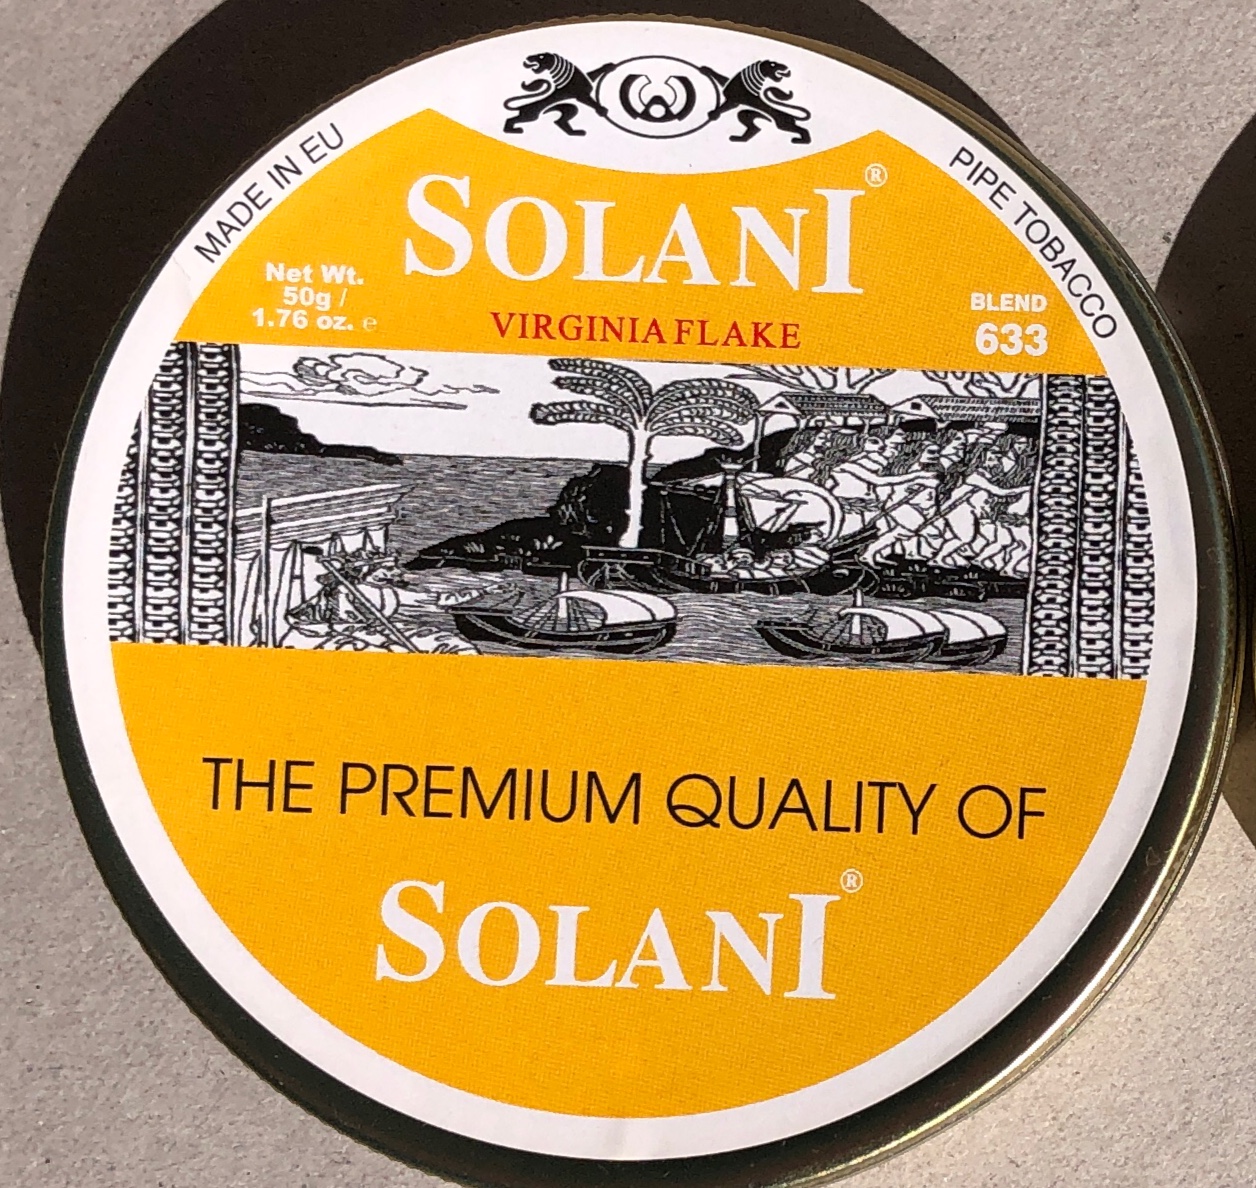 MADE IN EU
PIPE TOBACCO
SOLANI®
Net Wt.
50g /
1.76 oz. ℮
VIRGINIA FLAKE
BLEND
633
THE PREMIUM QUALITY OF
SOLANI®